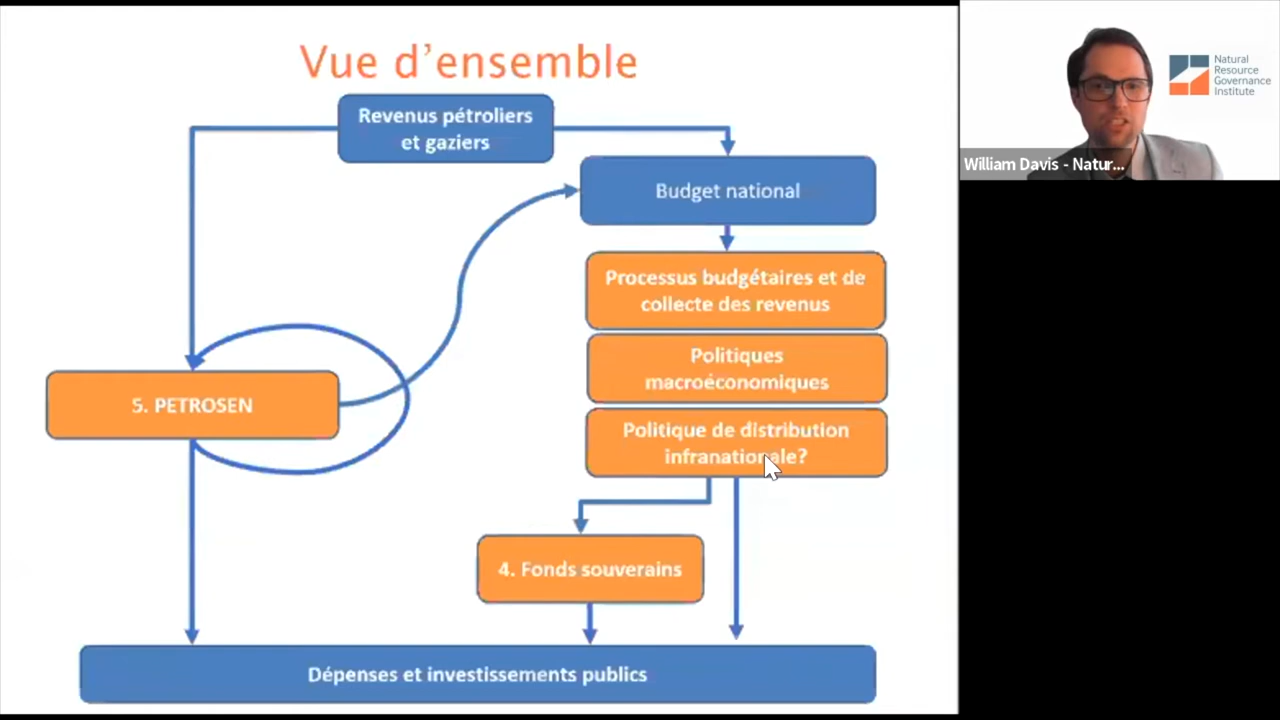 Vue d'ensemble
Revenus pétroliers
et gaziers
Budget national
Processus budgétaires et de
collecte des revenus
Politiques
macroéconomiques
5. PETROSEN
Politique de distribution
infranationale?
4. Fonds souverains
Dépenses et investissements publics
Natural
Resource
Governance
Institute
William Davis - Natur...